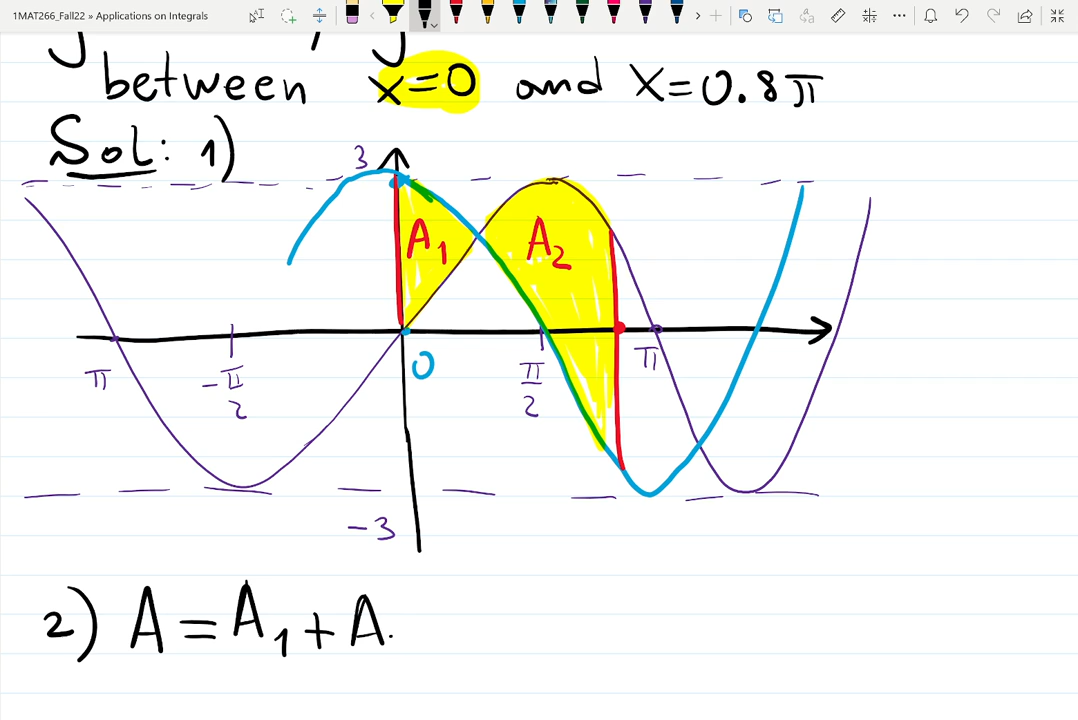 1MAT266_Fall22 » Applications on Integrals
between x=0 and x=0.8π
Sol: 1)
3
A1 A2
π -π/2 0 π/2 π
-3
2) A=A1+A